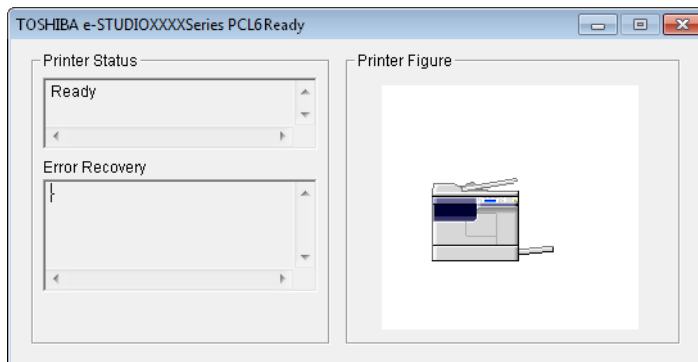 TOSHIBA e-STUDIOXXXXSeries PCL6Ready
Printer Status
Ready
Error Recovery
-
Printer Figure